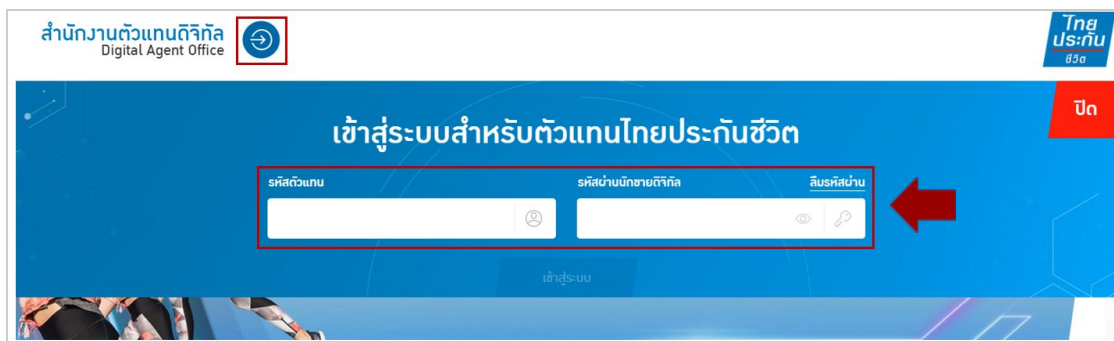 สำนักงานตัวแทนดิจิทัล
Digital Agent Office
ไทย
ประกัน
ชีวิต
ปิด
เข้าสู่ระบบสำหรับตัวแทนไทยประกันชีวิต
รหัสตัวแทน
รหัสผ่านนักขายดิจิทัล
ลืมรหัสผ่าน
เข้าสู่ระบบ